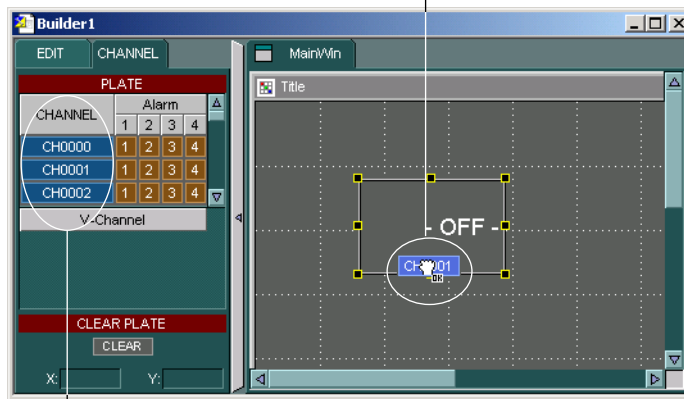 Builder1
EDIT CHANNEL
PLATE
CHANNEL Alarm
1 2 3 4
CH0000 1 2 3 4
CH0001 1 2 3 4
CH0002 1 2 3 4
V-Channel
CLEAR PLATE
CLEAR
X: Y:
MainWin
Title
- OFF -
OK